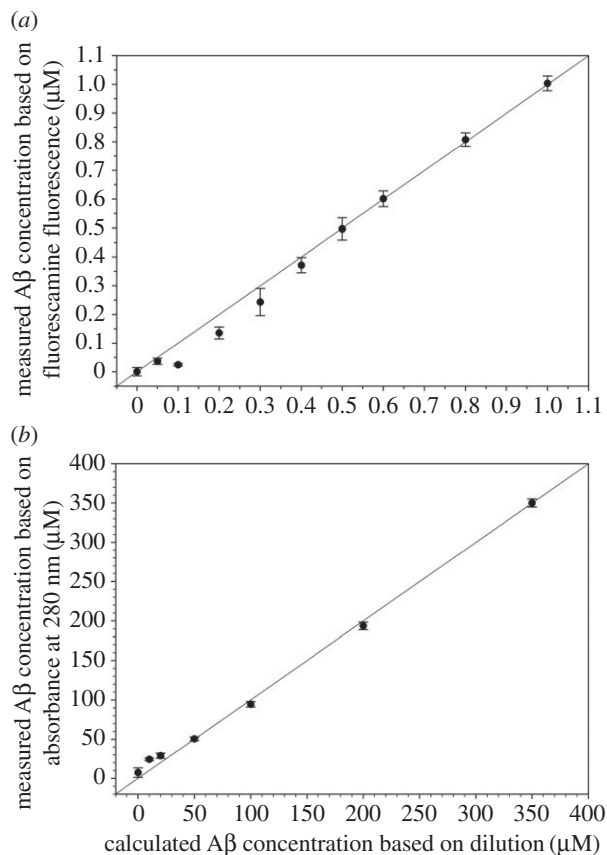 (a)
measured Aβ concentration based on
fluorescamine fluorescence (μM)
1.1
1.0
0.9
0.8
0.7
0.6
0.5
0.4
0.3
0.2
0.1
0
0 0.1 0.2 0.3 0.4 0.5 0.6 0.7 0.8 0.9 1.0 1.1
(b)
measured Aβ concentration based on
absorbance at 280 nm (μM)
400
350
300
250
200
150
100
50
0
0 50 100 150 200 250 300 350 400
calculated Aβ concentration based on dilution (μM)